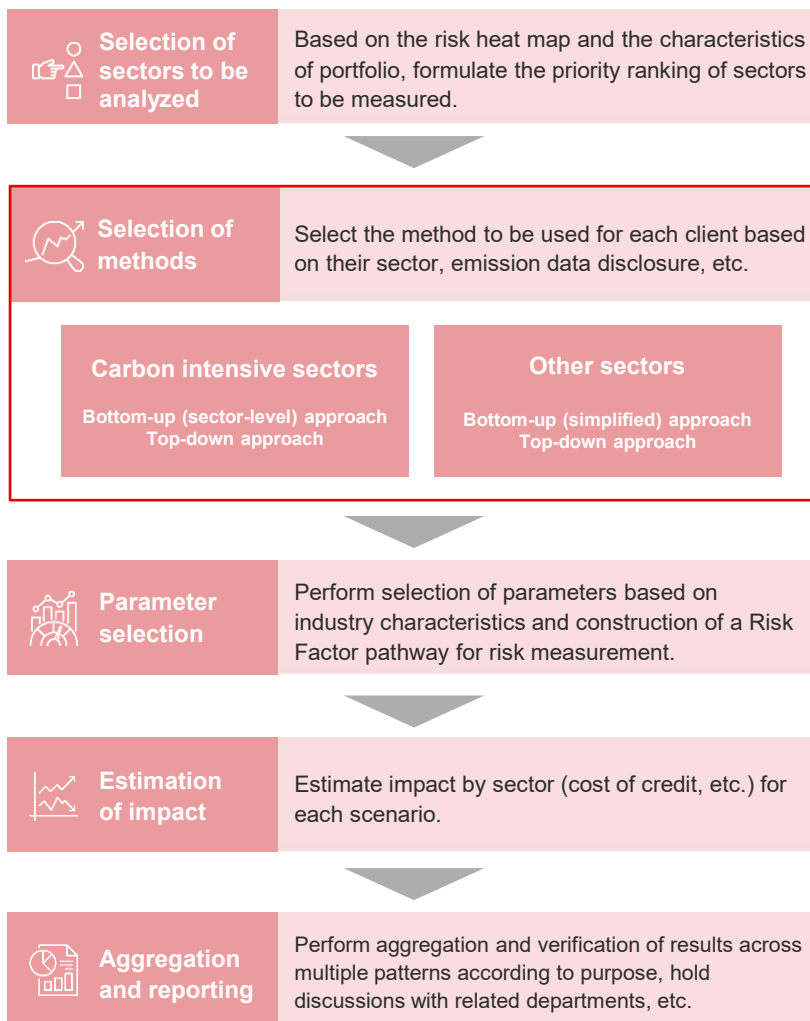 Selection of
sectors to be
analyzed
Based on the risk heat map and the characteristics
of portfolio, formulate the priority ranking of sectors
to be measured.
Selection of
methods
Select the method to be used for each client based
on their sector, emission data disclosure, etc.
Carbon intensive sectors
Bottom-up (sector-level) approach
Top-down approach
Other sectors
Bottom-up (simplified) approach
Top-down approach
Parameter
selection
Perform selection of parameters based on
industry characteristics and construction of a Risk
Factor pathway for risk measurement.
Estimation
of impact
Estimate impact by sector (cost of credit, etc.) for
each scenario.
Aggregation
and reporting
Perform aggregation and verification of results across
multiple patterns according to purpose, hold
discussions with related departments, etc.